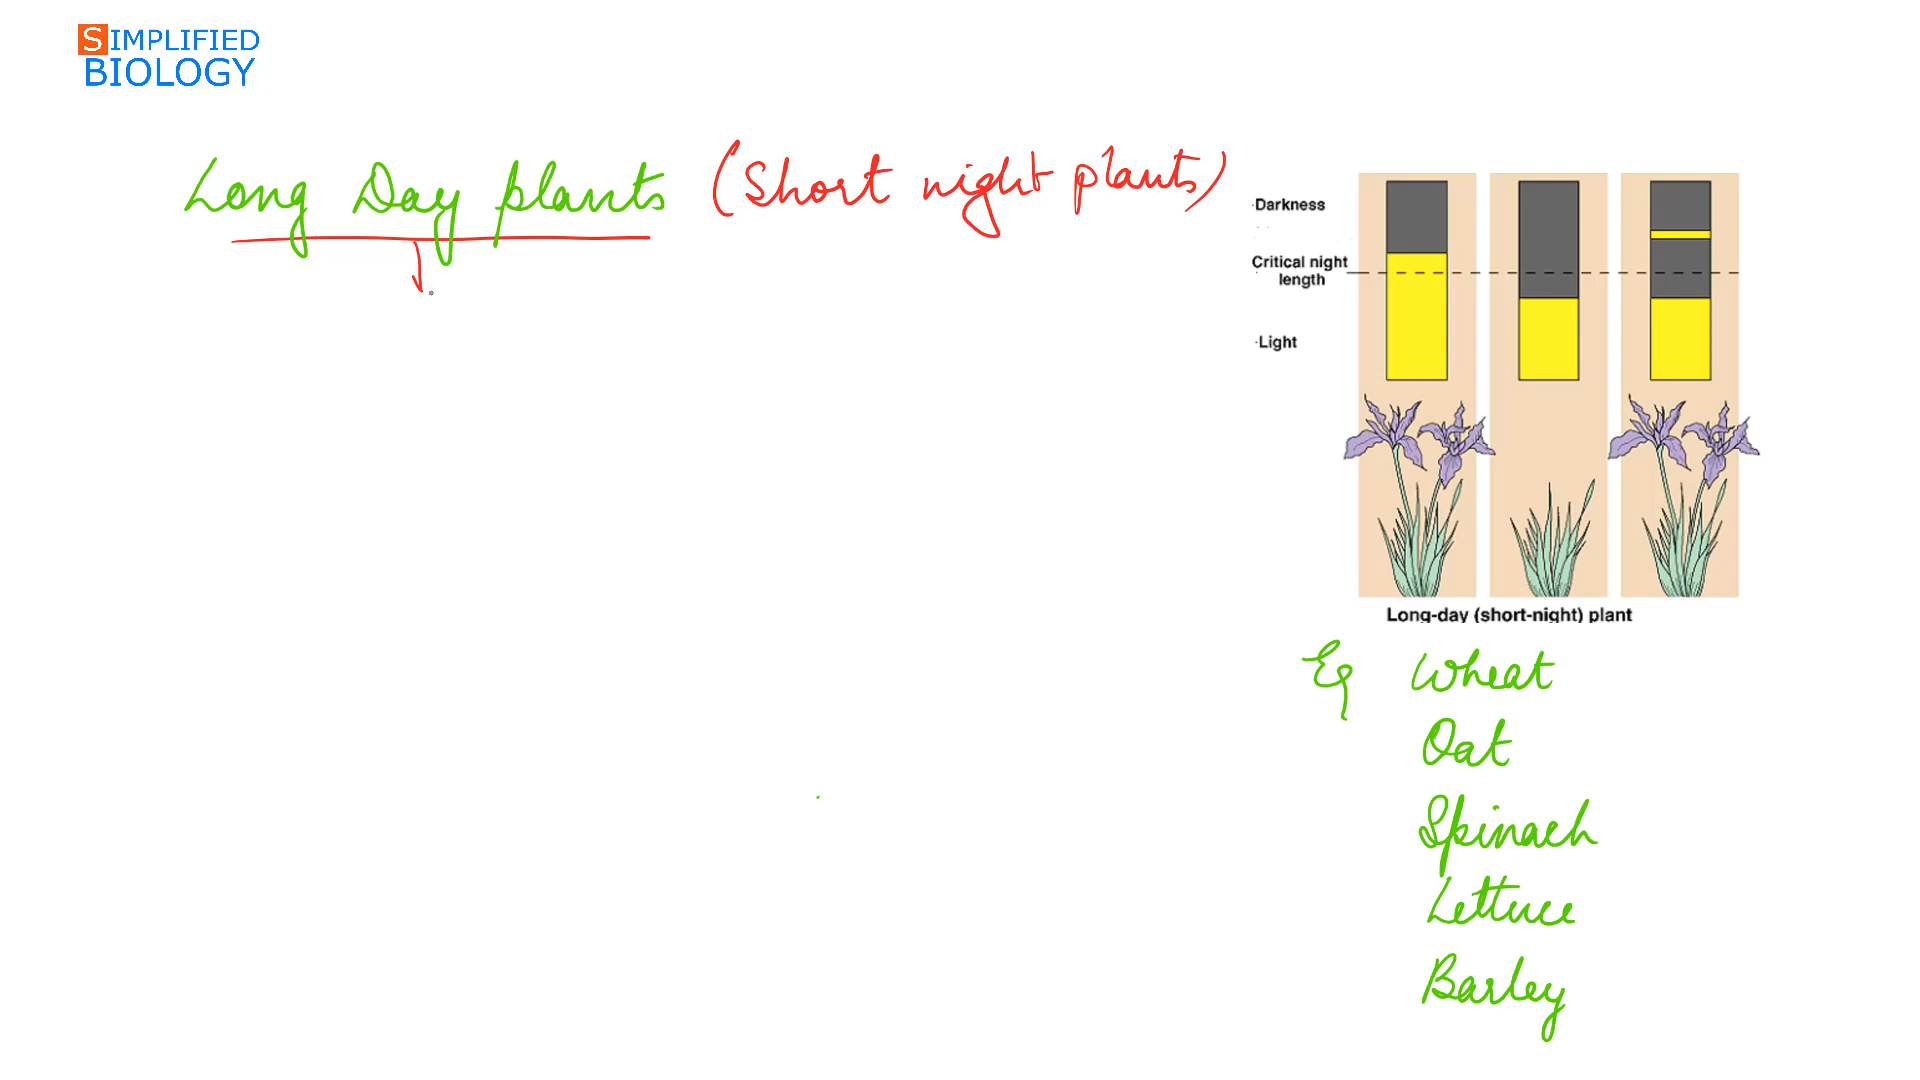 SIMPLIFIED
BIOLOGY
Long Day plants (Short night plants)
Darkness
Critical night
length
Light
Long-day (short-night) plant
Eg Wheat
Oat
Spinach
Lettuce
Barley